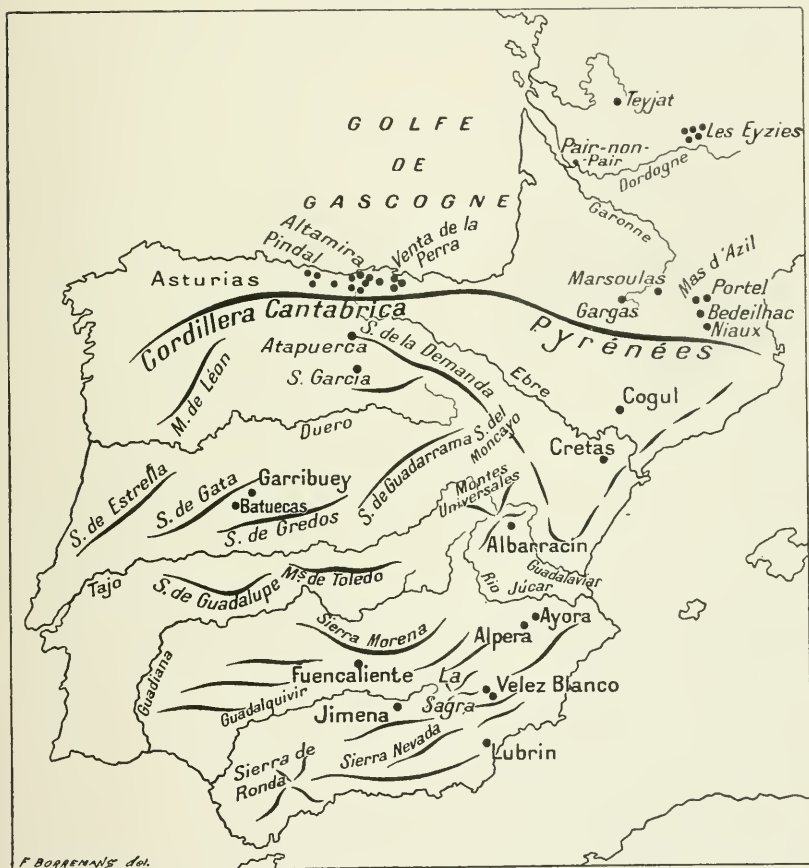 Teyjat
Les Eyzies
Pair-non-
Pair
Dordogne
Garonne
GOLFE
DE
GASCOGNE
Altamira
Pindal
Venta de la
Perra
Asturias
Mas d'Azil
Marsoulas
Portel
Gargas
Bedeilhac
Niaux
Cordillera Cantabrica
PYRÉNÉES
S. de la Demanda
Atapuerca
S. Garcia
M. de Léon
Ebre
Cogul
Duero
S. del
Moncayo
Cretas
S. de Guadarrama
S. de Estrella
S. de Gata
Garribuey
Batuecas
S. de Gredos
Montes
Universales
Albarracin
Guadalaviar
Rio
Júcar
Tajo
S. de Guadalupe
Ms de Toledo
Ayora
Alpera
Sierra Morena
Guadiana
Fuencaliente
La
Sagra
Velez Blanco
Guadalquivir
Jimena
Sierra Nevada
Lubrin
Sierra de
Ronda
F BORREMANS del.